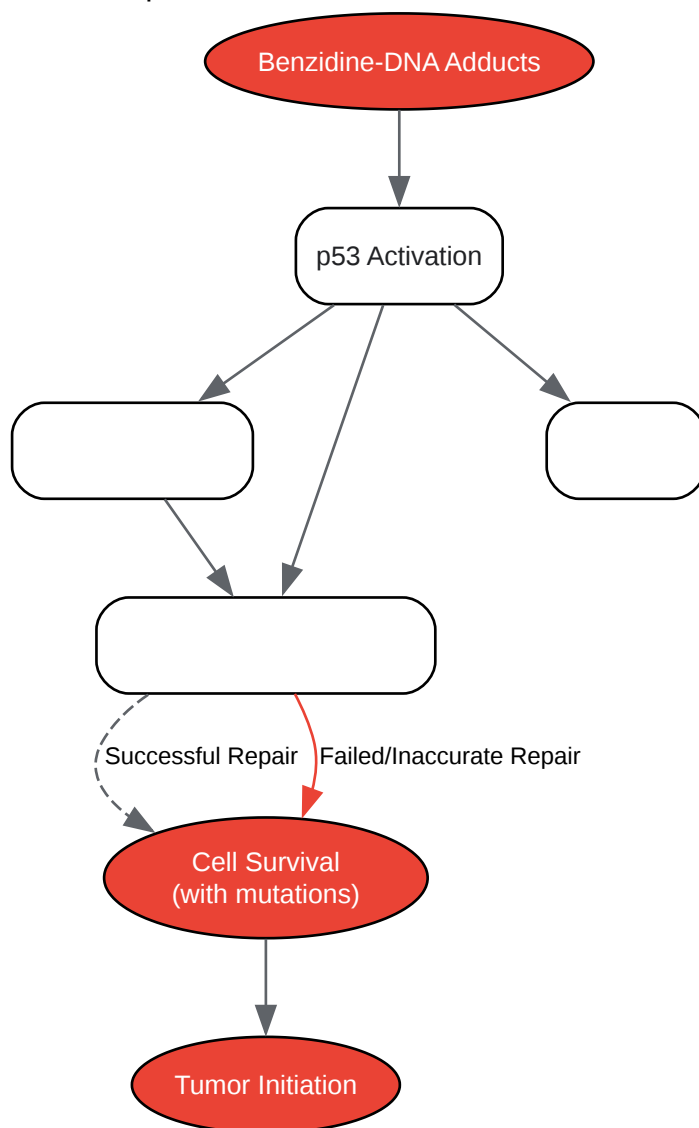 Benzidine-DNA Adducts
p53 Activation
Successful Repair
Failed/Inaccurate Repair
Cell Survival
(with mutations)
Tumor Initiation